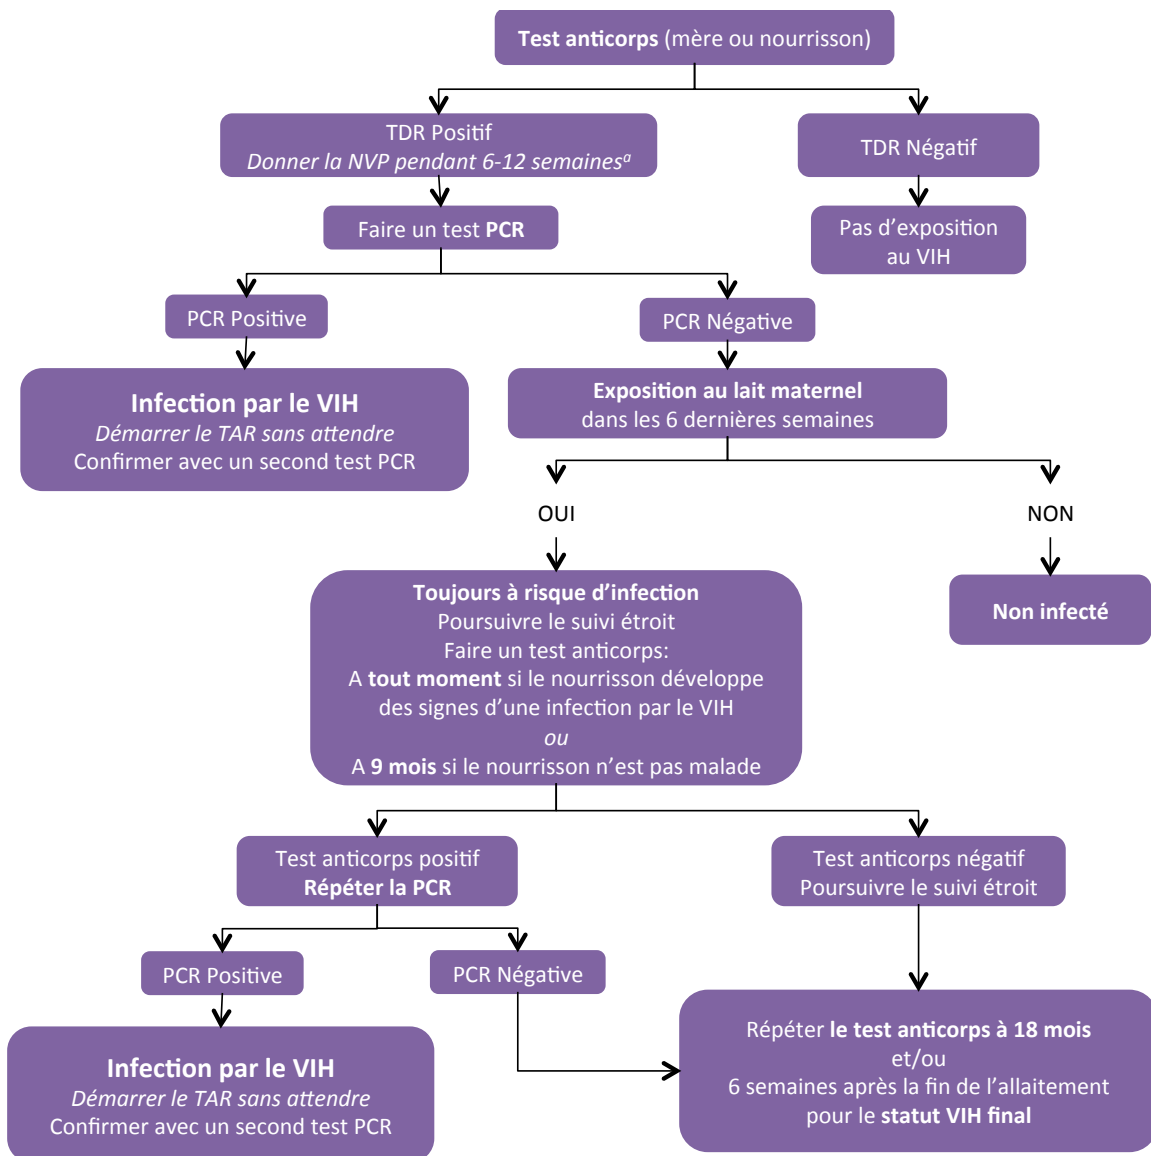 Test anticorps (mère ou nourrisson)
TDR Positif
Donner la NVP pendant 6-12 semainesᵃ
TDR Négatif
Faire un test PCR
Pas d’exposition
au VIH
PCR Positive
PCR Négative
Infection par le VIH
Démarrer le TAR sans attendre
Confirmer avec un second test PCR
Exposition au lait maternel
dans les 6 dernières semaines
OUI
NON
Toujours à risque d’infection
Poursuivre le suivi étroit
Faire un test anticorps:
A tout moment si le nourrisson développe
des signes d’une infection par le VIH
ou
A 9 mois si le nourrisson n’est pas malade
Non infecté
Test anticorps positif
Répéter la PCR
Test anticorps négatif
Poursuivre le suivi étroit
PCR Positive
PCR Négative
Infection par le VIH
Démarrer le TAR sans attendre
Confirmer avec un second test PCR
Répéter le test anticorps à 18 mois
et/ou
6 semaines après la fin de l’allaitement
pour le statut VIH final